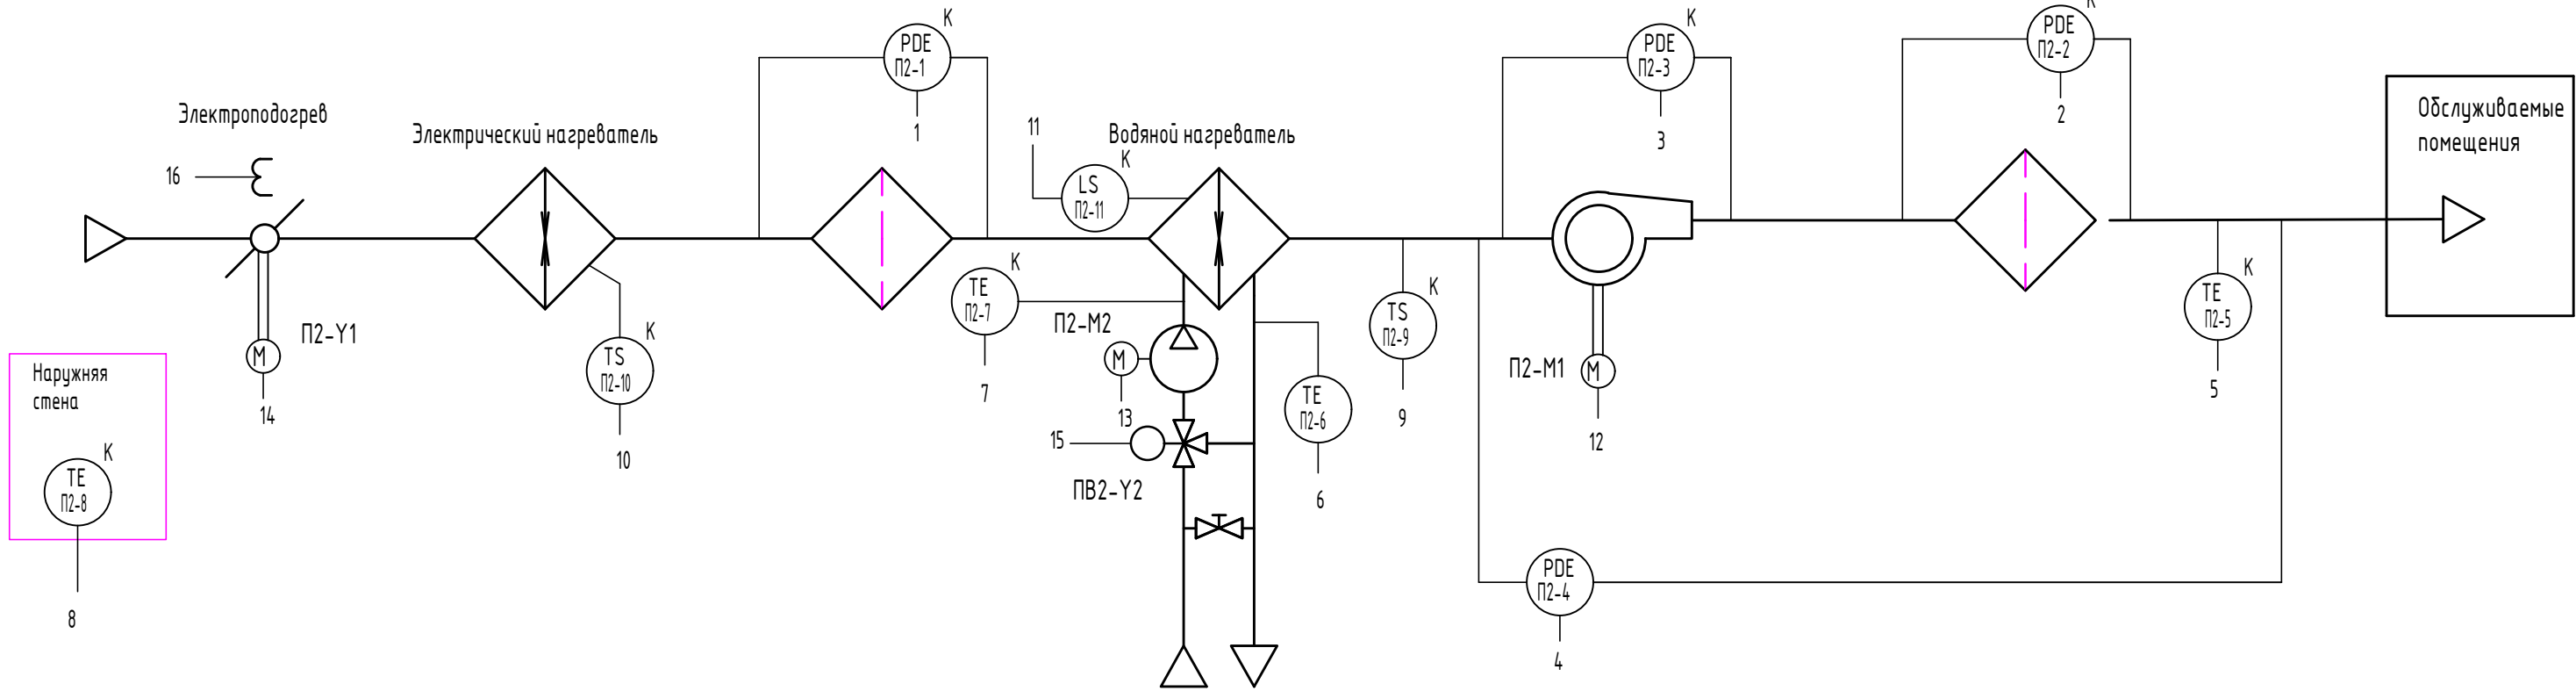 Электроподогрев
16
П2-Y1
M
14
Наружняя
стена
K
TE
П2-8
8
Электрический нагреватель
K
TS
П2-10
10
K
PDE
П2-1
1
11
K
LS
П2-11
Водяной нагреватель
K
TE
П2-7
7
П2-M2
M
13
15
ПВ2-Y2
TE
П2-6
6
K
TS
П2-9
9
K
PDE
П2-3
3
П2-M1
M
12
PDE
П2-4
4
K
PDE
П2-2
2
K
TE
П2-5
5
Обслуживаемые
помещения